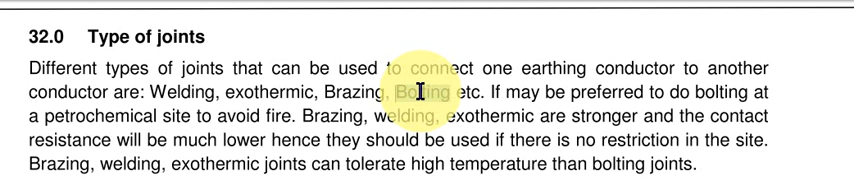 32.0 Type of joints
Different types of joints that can be used to connect one earthing conductor to another
conductor are: Welding, exothermic, Brazing, Bolting etc. If may be preferred to do bolting at
a petrochemical site to avoid fire. Brazing, welding, exothermic are stronger and the contact
resistance will be much lower hence they should be used if there is no restriction in the site.
Brazing, welding, exothermic joints can tolerate high temperature than bolting joints.